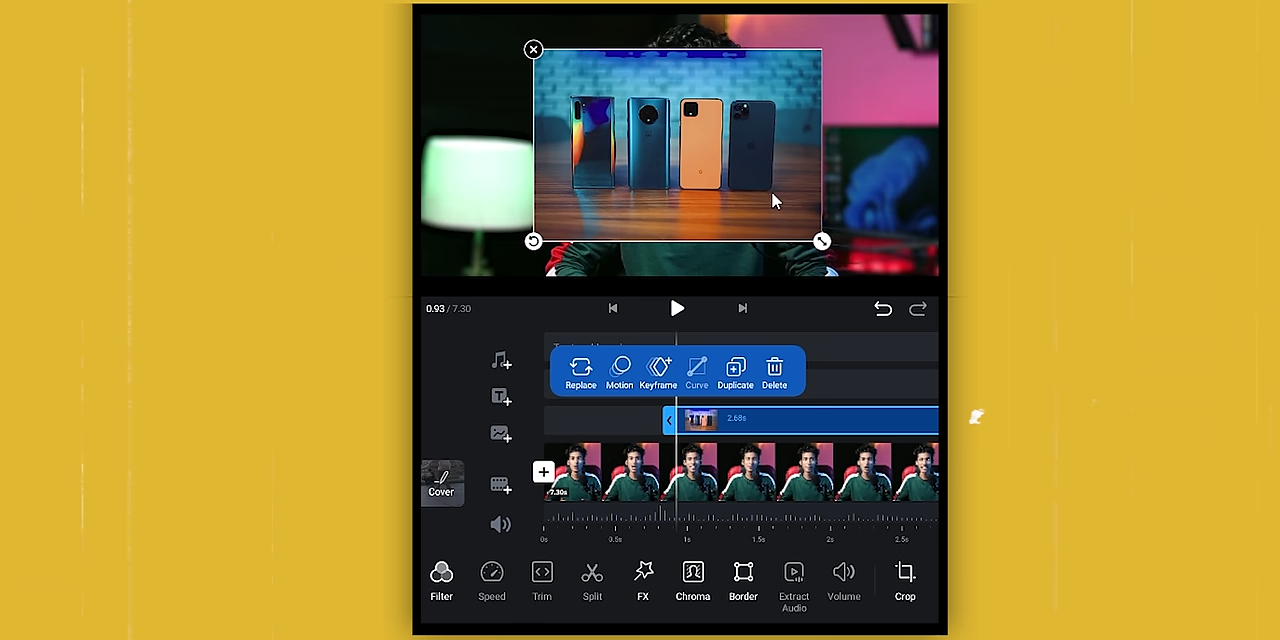 0.93 / 7.30
Replace Motion Keyframe Curve Duplicate Delete
2.68s
7.30s
Cover
0s 0.5s 1s 1.5s 2s 2.5s
Filter Speed Trim Split FX Chroma Border Extract Audio Volume Crop